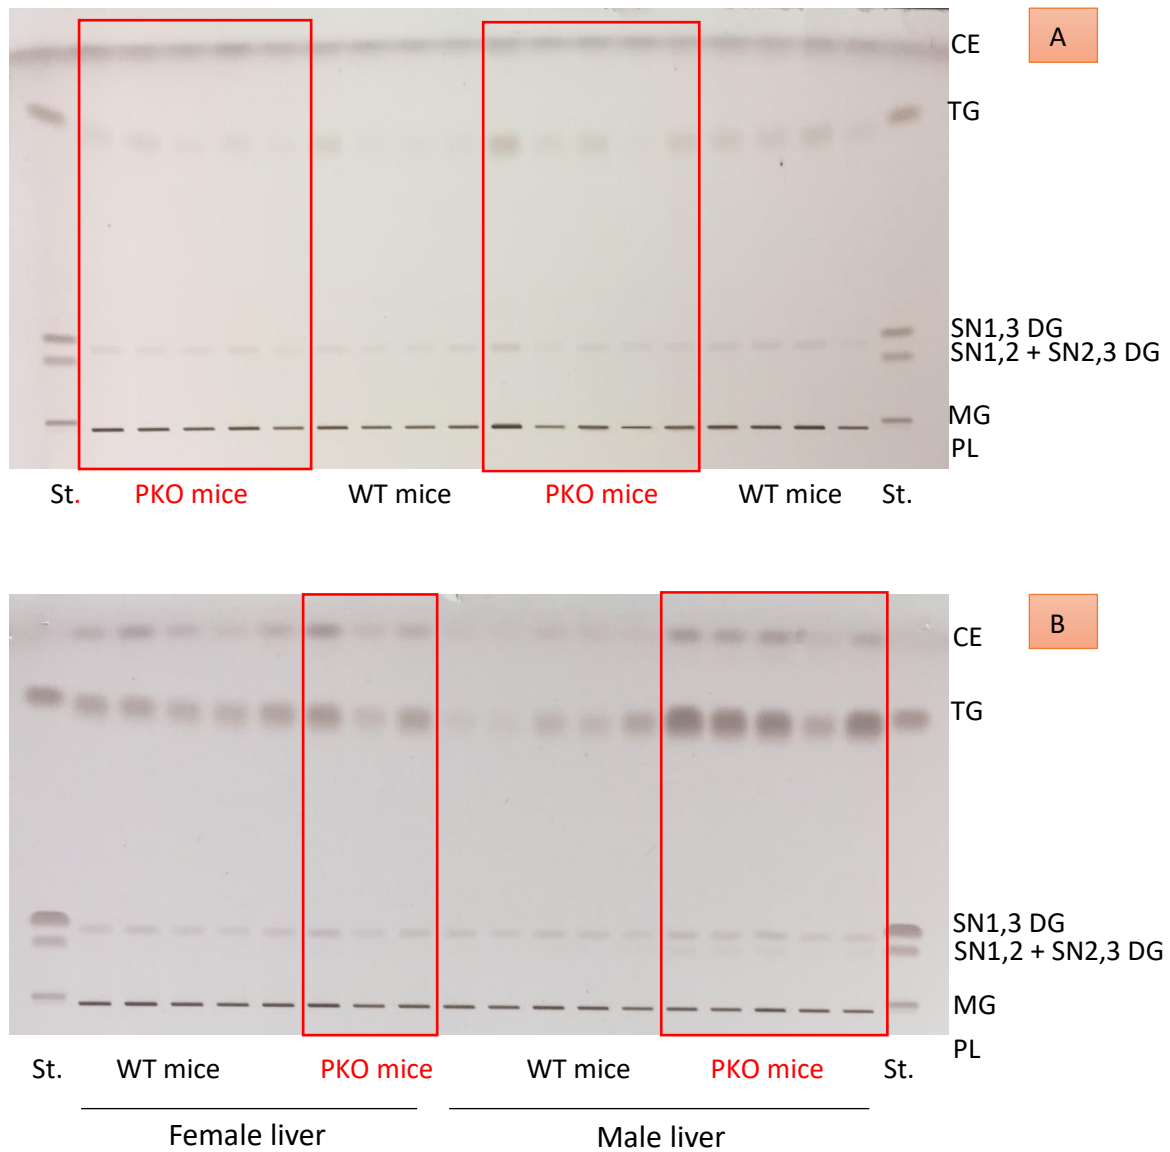 CE
A
TG
SN1,3 DG
SN1,2 + SN2,3 DG
MG
PL
St. PKO mice WT mice PKO mice WT mice St.
CE
B
TG
SN1,3 DG
SN1,2 + SN2,3 DG
MG
PL
St. WT mice PKO mice WT mice PKO mice St.
Female liver Male liver